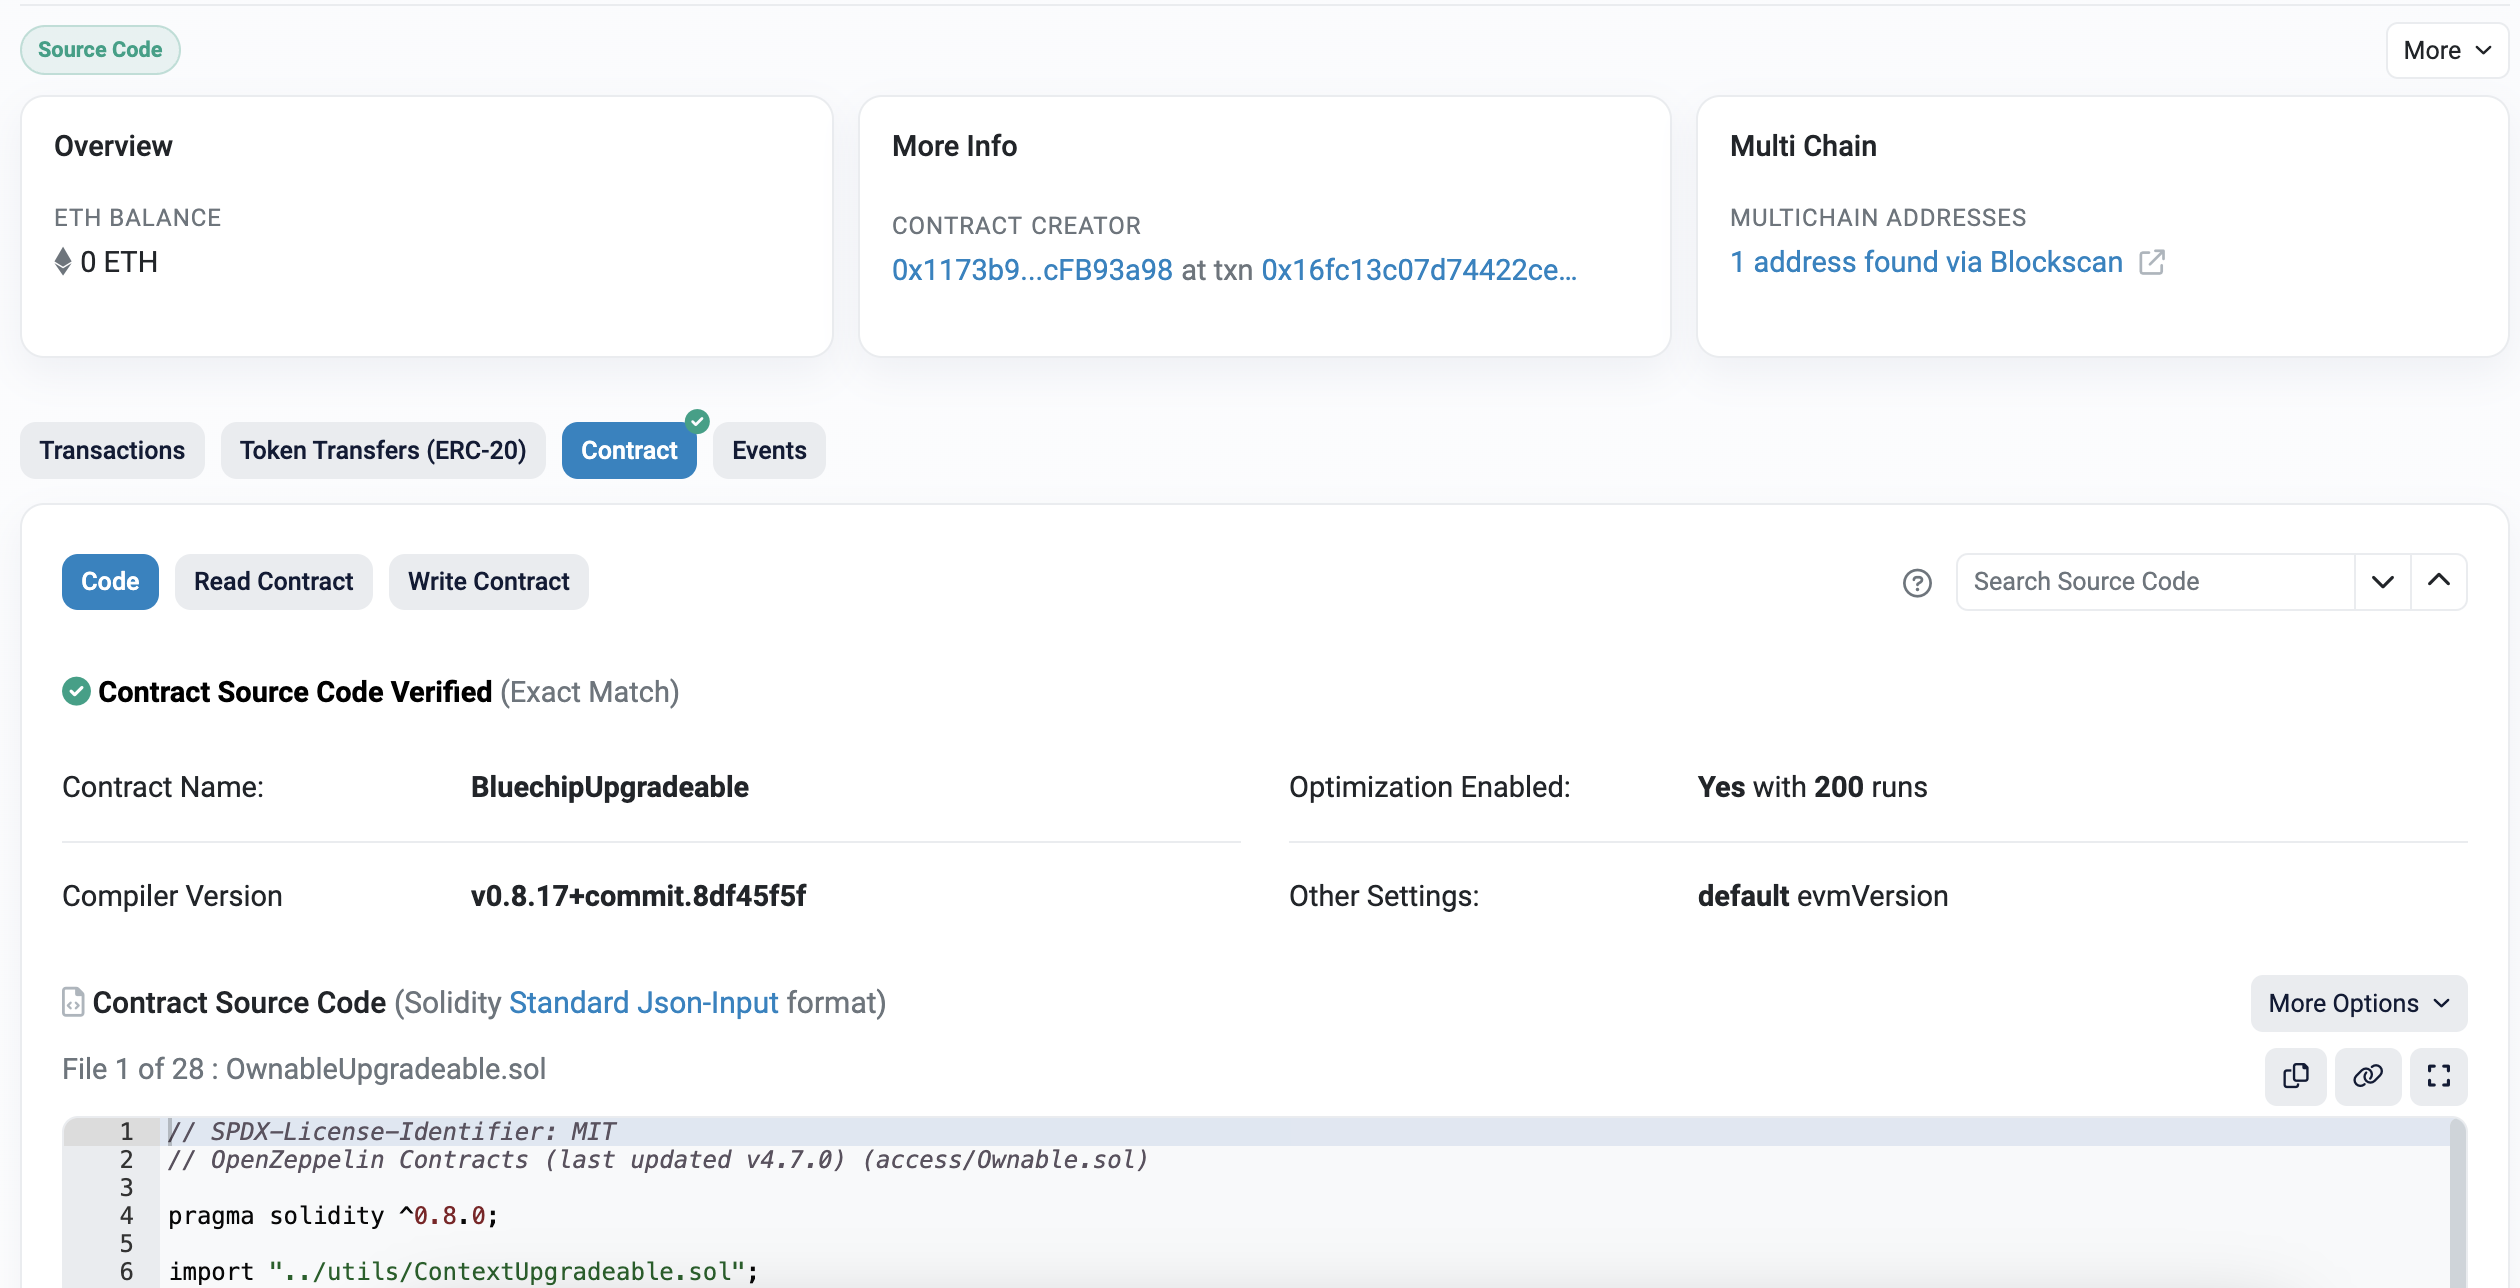 Source Code
More
Overview
ETH BALANCE
0 ETH
More Info
CONTRACT CREATOR
0x1173b9...cFB93a98 at txn 0x16fc13c07d74422ce...
Multi Chain
MULTICHAIN ADDRESSES
1 address found via Blockscan
Transactions
Token Transfers (ERC-20)
Contract
Events
Code
Read Contract
Write Contract
Search Source Code
Contract Source Code Verified (Exact Match)
Contract Name: BluechipUpgradeable
Optimization Enabled: Yes with 200 runs
Compiler Version v0.8.17+commit.8df45f5f
Other Settings: default evmVersion
Contract Source Code (Solidity Standard Json-Input format)
More Options
File 1 of 28 : OwnableUpgradeable.sol
1 // SPDX-License-Identifier: MIT
2 // OpenZeppelin Contracts (last updated v4.7.0) (access/Ownable.sol)
3
4 pragma solidity ^0.8.0;
5
6 import "../utils/ContextUpgradeable.sol";